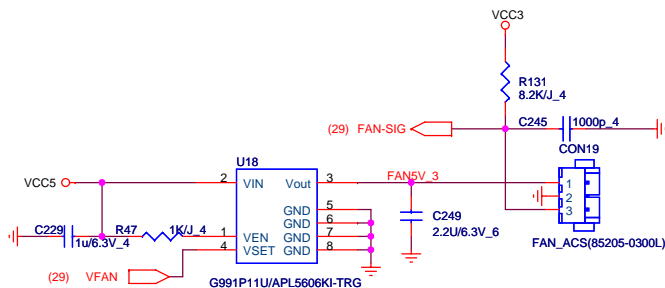 VCC3
R131
8.2K/J_4
(29) FAN-SIG
C245
1000p_4
CON19
U18
VCC5
2
VIN
Vout
3
FAN5V_3
1
2
3
GND
5
GND
6
C229
1u/6.3V_4
R47
1K/J_4
1
VEN
GND
7
4
VSET
GND
8
C249
2.2U/6.3V_6
FAN_ACS(85205-0300L)
(29) VFAN
G991P11U/APL5606KI-TRG